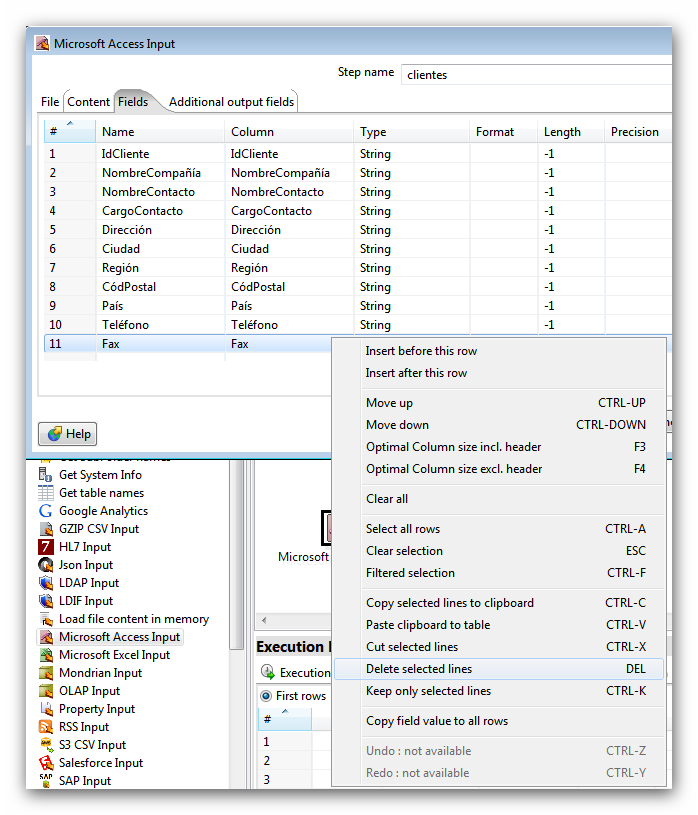 Microsoft Access Input
Step name clientes
File Content Fields Additional output fields
# Name Column Type Format Length Precision
1 IdCliente IdCliente String -1
2 NombreCompañía NombreCompañía String -1
3 NombreContacto NombreContacto String -1
4 CargoContacto CargoContacto String -1
5 Dirección Dirección String -1
6 Ciudad Ciudad String -1
7 Región Región String -1
8 CódPostal CódPostal String -1
9 País País String -1
10 Teléfono Teléfono String -1
11 Fax Fax
Insert before this row
Insert after this row
Move up CTRL-UP
Move down CTRL-DOWN
Optimal Column size incl. header F3
Optimal Column size excl. header F4
Clear all
Select all rows CTRL-A
Clear selection ESC
Filtered selection CTRL-F
Copy selected lines to clipboard CTRL-C
Paste clipboard to table CTRL-V
Cut selected lines CTRL-X
Delete selected lines DEL
Keep only selected lines CTRL-K
Copy field value to all rows
Undo : not available CTRL-Z
Redo : not available CTRL-Y
Help
Get System Info
Get table names
Google Analytics
GZIP CSV Input
HL7 Input
Json Input
LDAP Input
LDIF Input
Load file content in memory
Microsoft Access Input
Microsoft Excel Input
Mondrian Input
OLAP Input
Property Input
RSS Input
S3 CSV Input
Salesforce Input
SAP Input
Microsoft
Execution
Execution
First rows
#
1
2
3